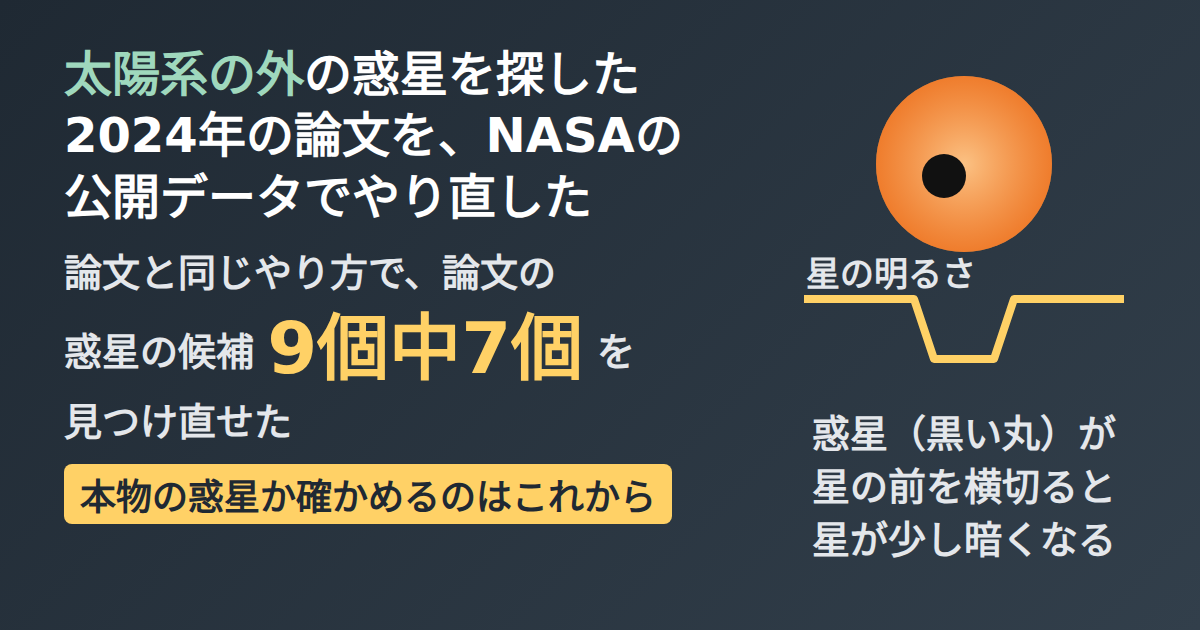 太陽系の外の惑星を探した
2024年の論文を、NASAの
公開データでやり直した
論文と同じやり方で、論文の
惑星の候補 9個中7個 を
見つけ直せた
本物の惑星か確かめるのはこれから
星の明るさ
惑星（黒い丸）が
星の前を横切ると
星が少し暗くなる